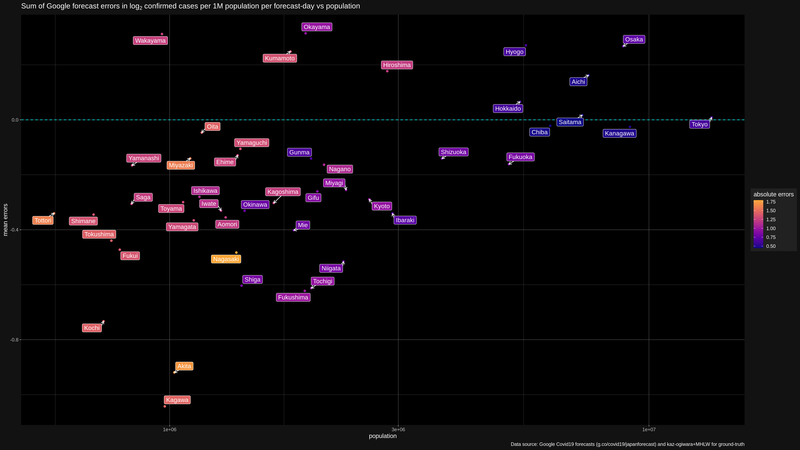 Sum of Google forecast errors in log₂ confirmed cases per 1M population per forecast-day vs population
Okayama
Osaka
Wakayama
Hyogo
Kumamoto
Hiroshima
Aichi
Hokkaido
0.0
Saitama
Tokyo
Oita
Chiba
Kanagawa
Yamaguchi
Gunma
Shizuoka
Fukuoka
Yamanashi
Miyazaki
Ehime
Nagano
Miyagi
Ishikawa
Kagoshima
Saga
Gifu
Iwate
Okinawa
Kyoto
Toyama
Tottori
Shimane
Ibaraki
Aomori
Mie
Yamagata
-0.4
Tokushima
mean errors
Fukui
Nagasaki
Niigata
Shiga
Tochigi
Fukushima
Kochi
-0.8
Akita
Kagawa
absolute errors
1.75
1.50
1.25
1.00
0.75
0.50
1e+06
3e+06
1e+07
population
Data source: Google Covid19 forecasts (g.co/covid19/japanforecast) and kaz-ogiwara+MHLW for ground-truth